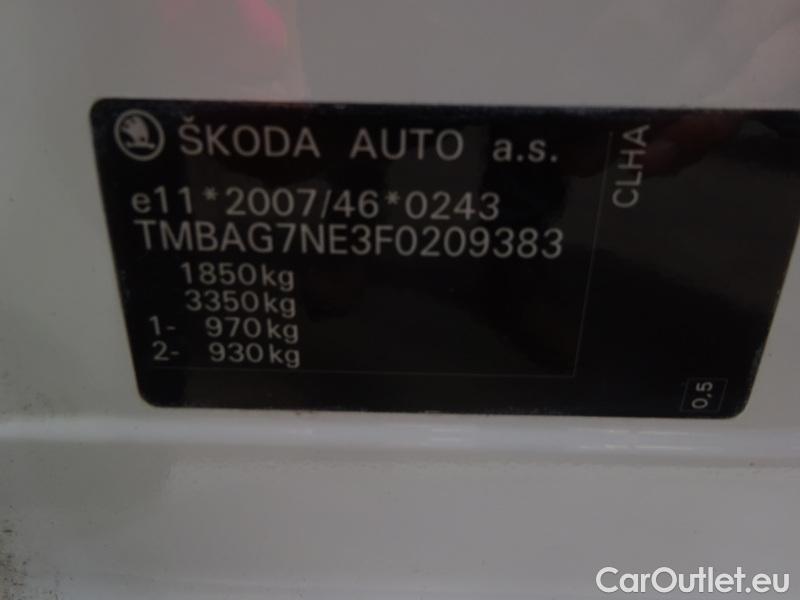 ŠKODA AUTO a.s.
e11*2007/46*0243
TMBAG7NE3F0209383
1850kg
3350kg
1- 970kg
2- 930kg
CLHA
0,5
CarOutlet.eu